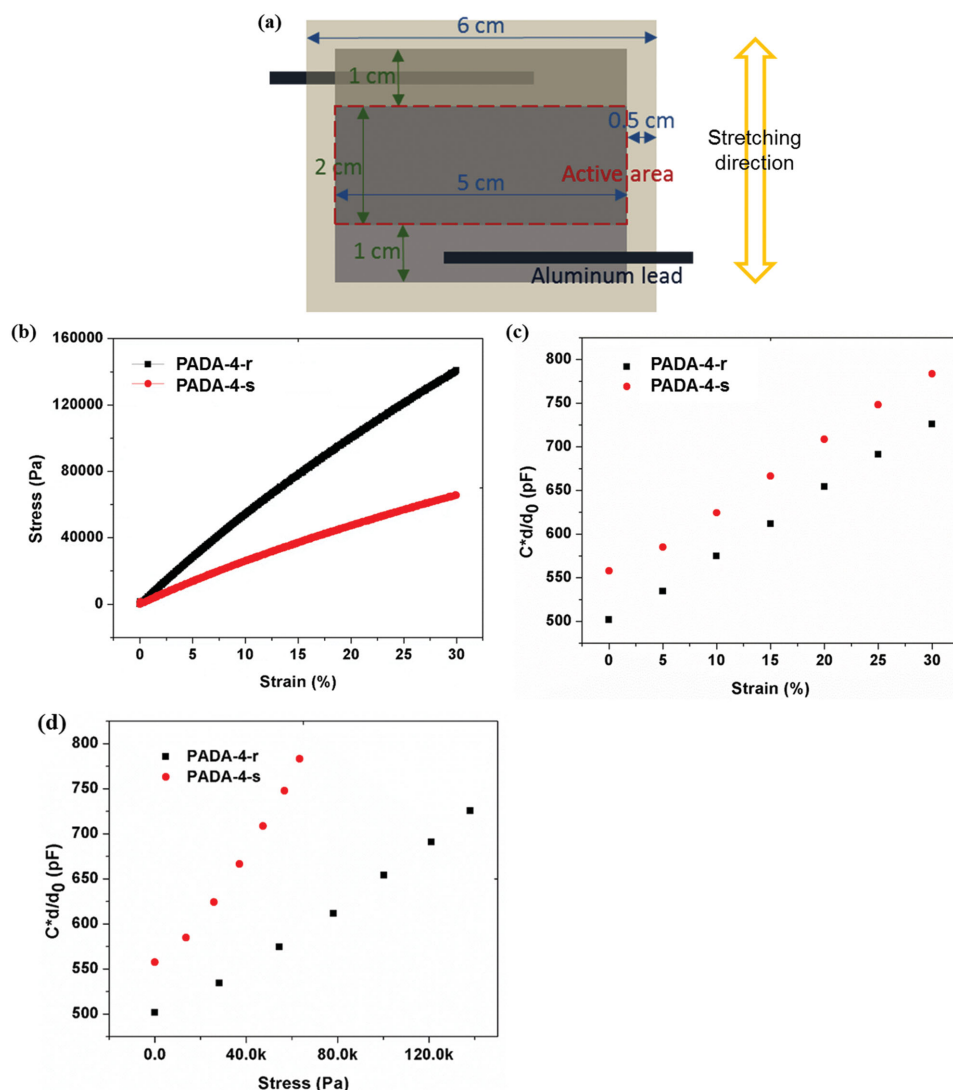 (a)
6 cm
1 cm
0.5 cm
Stretching
direction
2 cm
Active area
5 cm
1 cm
Aluminum lead
(b)
160000
120000
80000
40000
0
Stress (Pa)
PADA-4-r
PADA-4-s
0 5 10 15 20 25 30
Strain (%)
(c)
800
750
700
650
600
550
500
C*d/d0 (pF)
PADA-4-r
PADA-4-s
0 5 10 15 20 25 30
Strain (%)
(d)
800
750
700
650
600
550
500
C*d/d0 (pF)
PADA-4-r
PADA-4-s
0.0 40.0k 80.0k 120.0k
Stress (Pa)